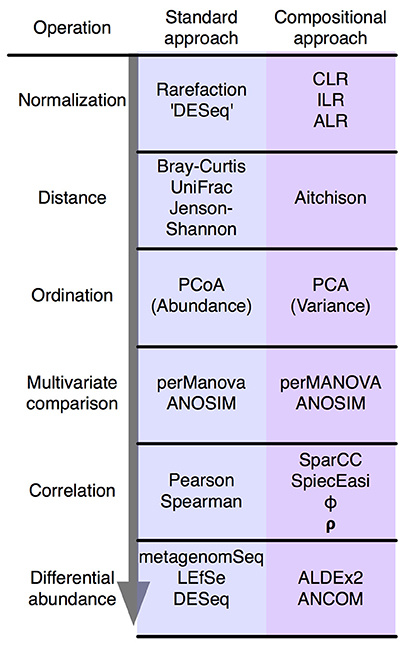 Operation
Standard
approach
Compositional
approach
Normalization
Rarefaction
'DESeq'
CLR
ILR
ALR
Distance
Bray-Curtis
UniFrac
Jenson-
Shannon
Aitchison
Ordination
PCoA
(Abundance)
PCA
(Variance)
Multivariate
comparison
perManova
ANOSIM
perMANOVA
ANOSIM
Correlation
Pearson
Spearman
SparCC
SpiecEasi
ϕ
ρ
Differential
abundance
metagenomSeq
LEfSe
DESeq
ALDEx2
ANCOM